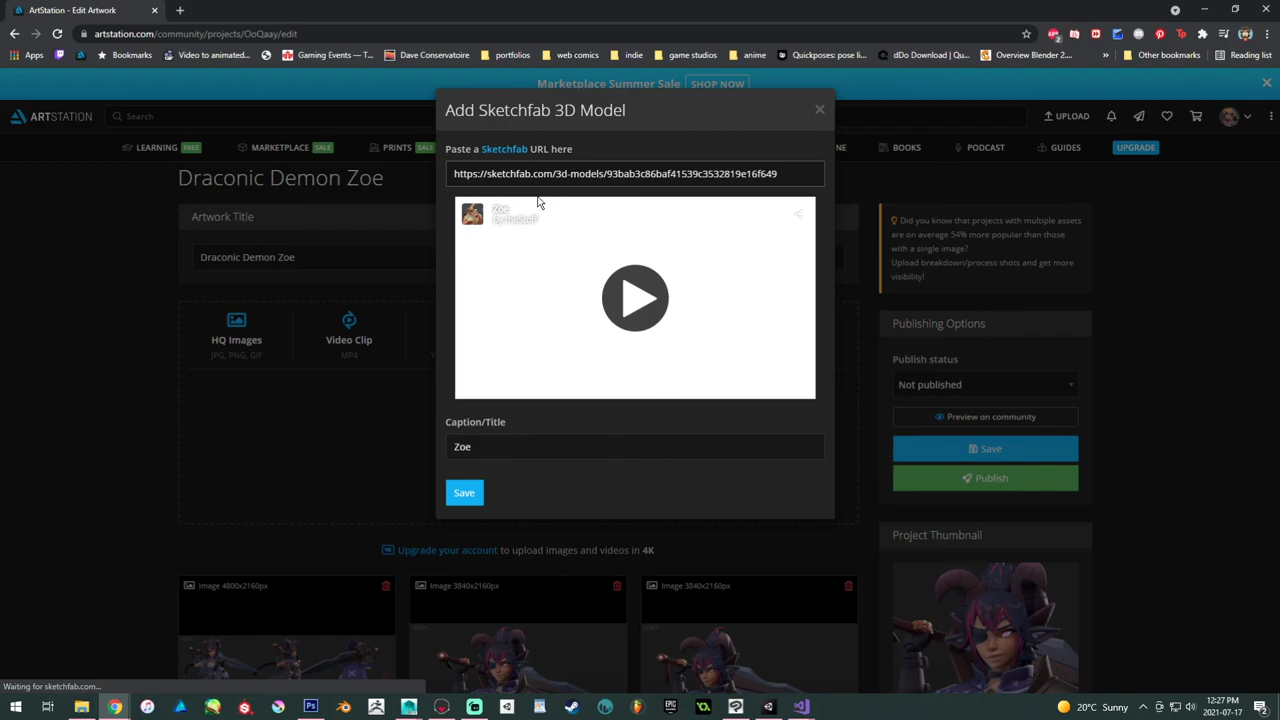 ArtStation - Edit Artwork
artstation.com/community/projects/OoQaay/edit
Apps
Bookmarks
Gaming Events — T...
Dave Conservatoire
portfolios
web comics
indie
game studios
anime
Quickpose: pose li...
dDo Download | Qu...
Overview Blender 2...
»
Other bookmarks
Reading list
Marketplace Summer Sale
SHOP NOW
ARTSTATION
Search
UPLOAD
LEARNING FREE
MARKETPLACE SALE
PRINTS SALE
BOOKS
PODCAST
GUIDES
UPGRADE
Add Sketchfab 3D Model
Paste a Sketchfab URL here
https://sketchfab.com/3d-models/93bab3c86baf41539c3532819e16f649
Zoe
by theStoff
Caption/Title
Zoe
Save
Draconic Demon Zoe
Artwork Title
Draconic Demon Zoe
HQ Images
JPG, PNG, GIF
Video Clip
MP4
Upgrade your account to upload images and videos in 4K
Image 4800x2160px
Image 3840x2160px
Image 3840x2160px
Did you know that projects with multiple assets
are on average 54% more popular than those
with a single image?
Upload breakdown/process shots and get more
visibility!
Publishing Options
Publish status
Not published
Preview on community
Save
Publish
Project Thumbnail
Waiting for sketchfab.com...
20°C Sunny
12:27 PM
2021-07-17